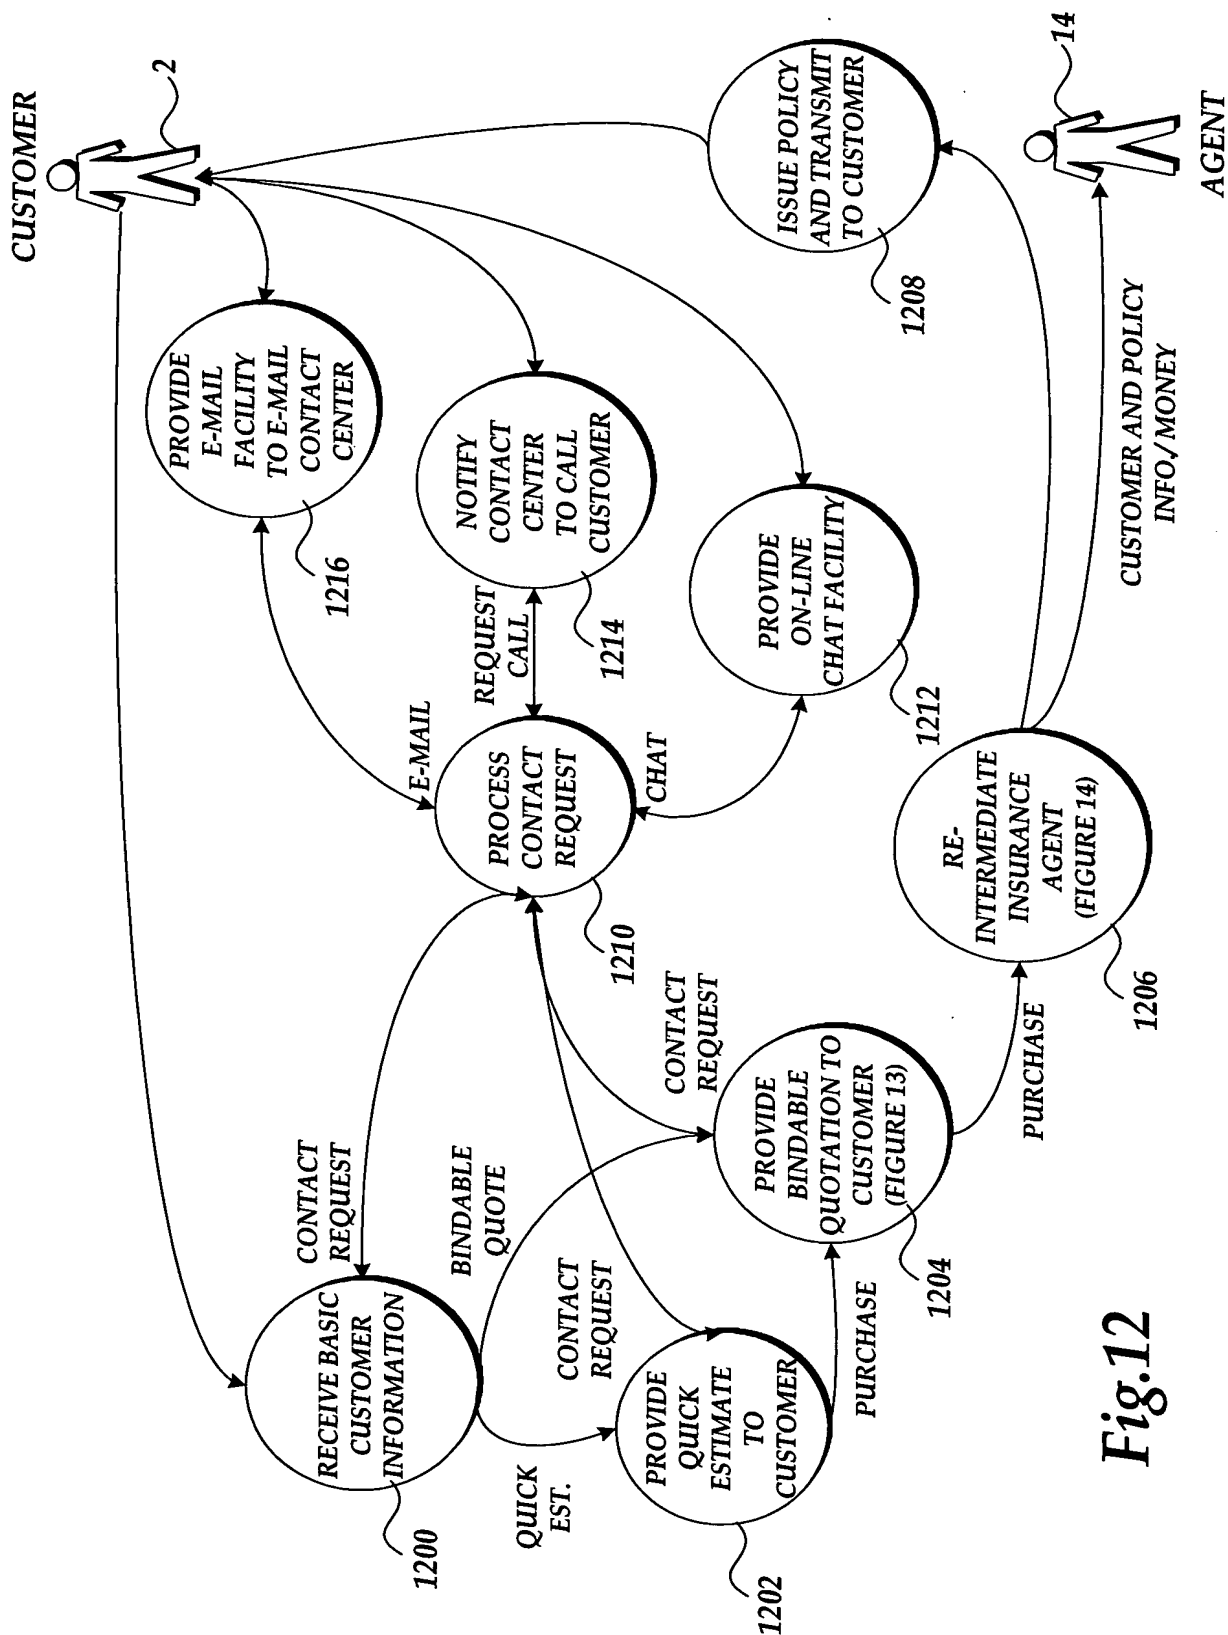 CUSTOMER
2
RECEIVE BASIC
CUSTOMER
INFORMATION
1200
CONTACT
REQUEST
BINDABLE
QUOTE
QUICK
EST.
CONTACT
REQUEST
PROVIDE
QUICK
ESTIMATE
TO
CUSTOMER
1202
PURCHASE
PROVIDE
BINDABLE
QUOTATION TO
CUSTOMER
(FIGURE 13)
1204
CONTACT
REQUEST
PURCHASE
PROCESS
CONTACT
REQUEST
1210
E-MAIL
REQUEST
CALL
CHAT
PROVIDE
E-MAIL
FACILITY
TO E-MAIL
CONTACT
CENTER
1216
NOTIFY
CONTACT
CENTER
TO CALL
CUSTOMER
1214
PROVIDE
ON-LINE
CHAT FACILITY
1212
RE-
INTERMEDIATE
INSURANCE
AGENT
(FIGURE 14)
1206
ISSUE POLICY
AND TRANSMIT
TO CUSTOMER
1208
CUSTOMER AND POLICY
INFO./MONEY
14
AGENT
Fig.12